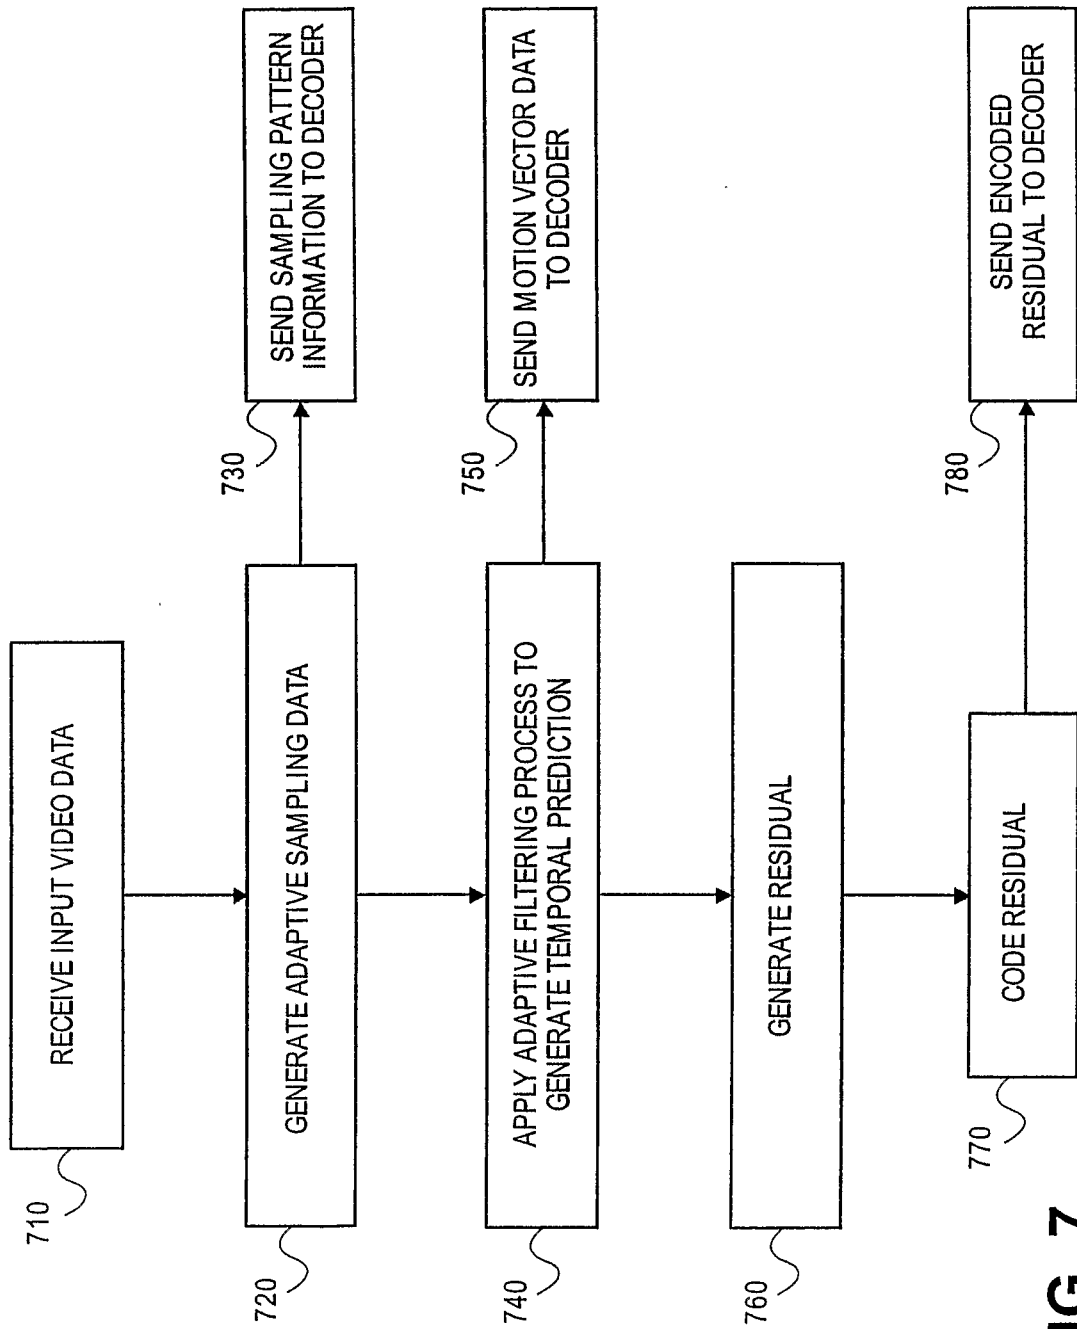 710
RECEIVE INPUT VIDEO DATA
720
GENERATE ADAPTIVE SAMPLING DATA
730
SEND SAMPLING PATTERN
INFORMATION TO DECODER
740
APPLY ADAPTIVE FILTERING PROCESS TO
GENERATE TEMPORAL PREDICTION
750
SEND MOTION VECTOR DATA
TO DECODER
760
GENERATE RESIDUAL
770
CODE RESIDUAL
780
SEND ENCODED
RESIDUAL TO DECODER
IG 7